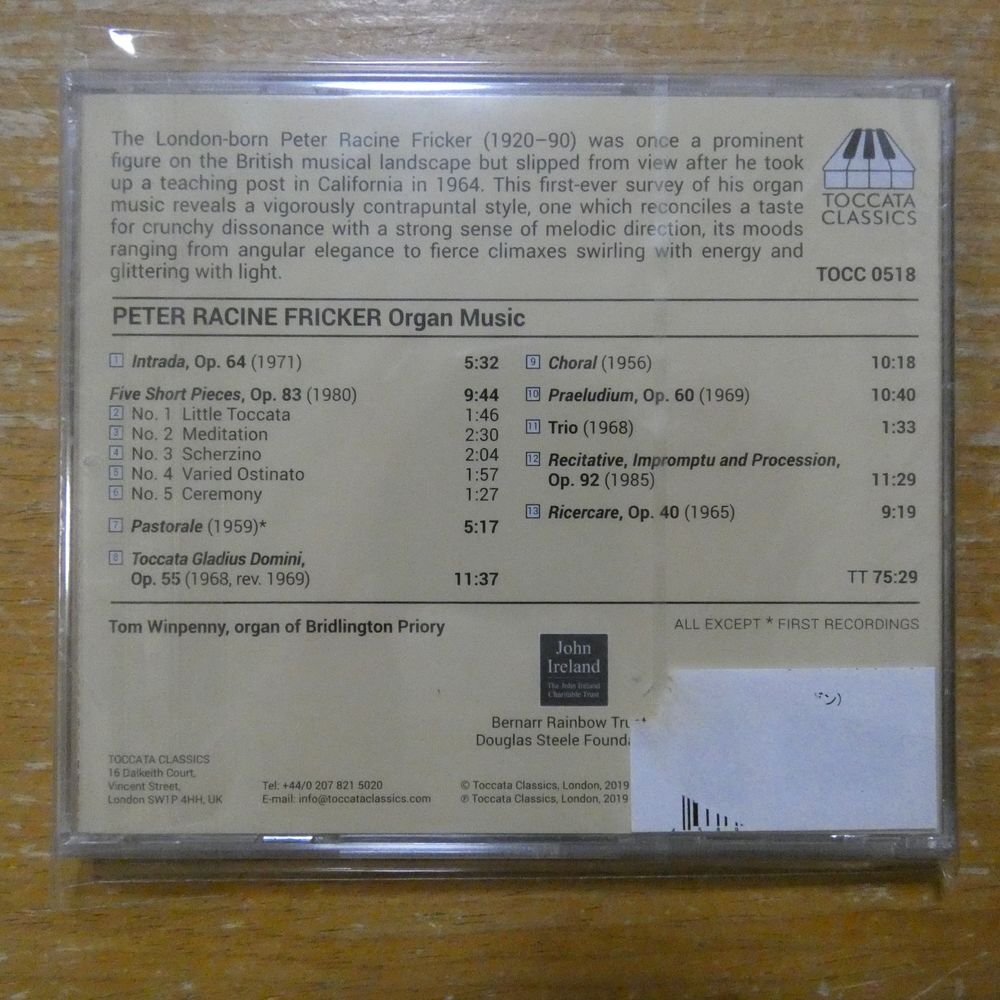 The London-born Peter Racine Fricker (1920–90) was once a prominent
figure on the British musical landscape but slipped from view after he took
up a teaching post in California in 1964. This first-ever survey of his organ
music reveals a vigorously contrapuntal style, one which reconciles a taste
for crunchy dissonance with a strong sense of melodic direction, its moods
ranging from angular elegance to fierce climaxes swirling with energy and
glittering with light.
TOCCATA
CLASSICS
TOCC 0518
PETER RACINE FRICKER Organ Music
1 Intrada, Op. 64 (1971) 5:32
Five Short Pieces, Op. 83 (1980) 9:44
2 No. 1 Little Toccata 1:46
3 No. 2 Meditation 2:30
4 No. 3 Scherzino 2:04
5 No. 4 Varied Ostinato 1:57
6 No. 5 Ceremony 1:27
7 Pastorale (1959)* 5:17
8 Toccata Gladius Domini,
Op. 55 (1968, rev. 1969) 11:37
9 Choral (1956) 10:18
10 Praeludium, Op. 60 (1969) 10:40
11 Trio (1968) 1:33
12 Recitative, Impromptu and Procession,
Op. 92 (1985) 11:29
13 Ricercare, Op. 40 (1965) 9:19
TT 75:29
Tom Winpenny, organ of Bridlington Priory
ALL EXCEPT * FIRST RECORDINGS
John
Ireland
The John Ireland
Charitable Trust
Bernarr Rainbow
Douglas Steele
TOCCATA CLASSICS
16 Dalkeith Court,
Vincent Street,
London SW1P 4HH, UK
Tel: +44/0 207 821 5020
E-mail: info@toccataclassics.com
© Toccata Classics, London, 2019
℗ Toccata Classics, London, 2019